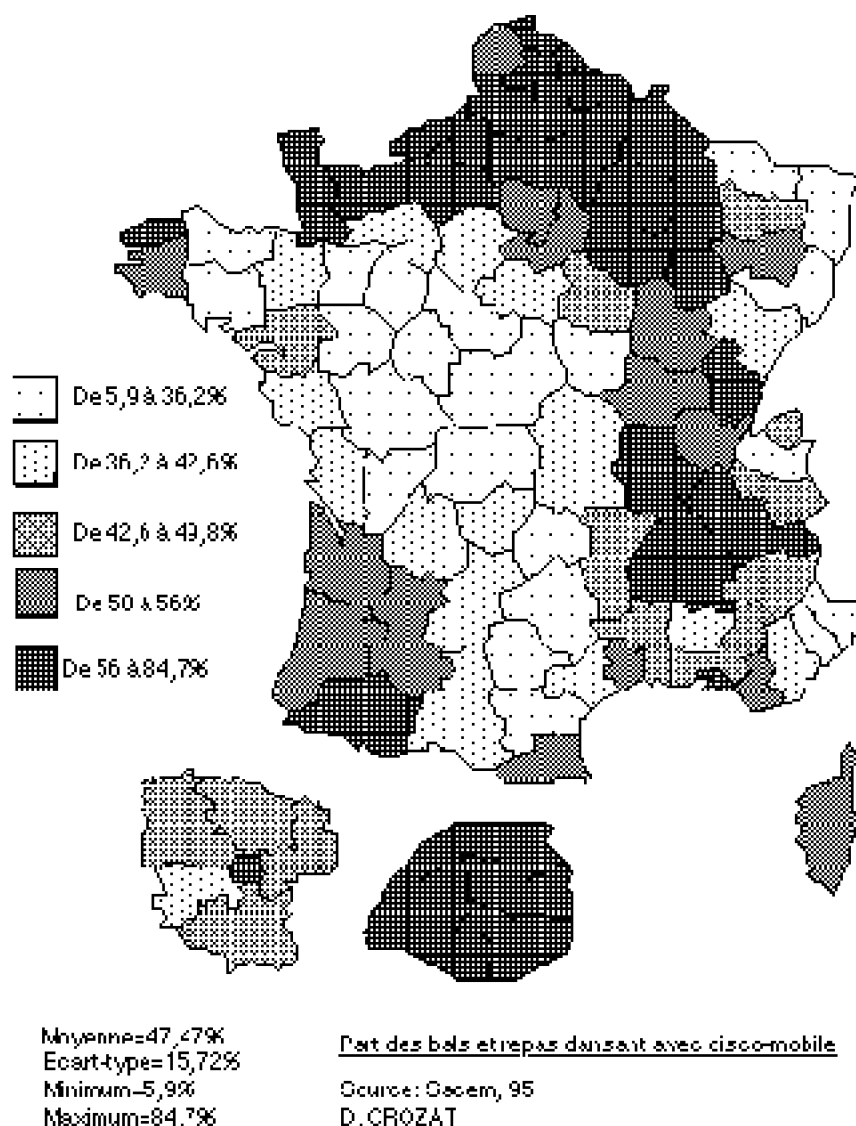 De 5,9 à 36,2%
De 36,2 à 42,6%
De 42,6 à 49,8%
De 50 à 56%
De 56 à 84,7%
Moyenne=47,47%
Ecart-type=15,72%
Minimum=5,9%
Maximum=84,7%
Part des bals et repas dansant avec disco-mobile
Source: Sacem, 95
D. CROZAT